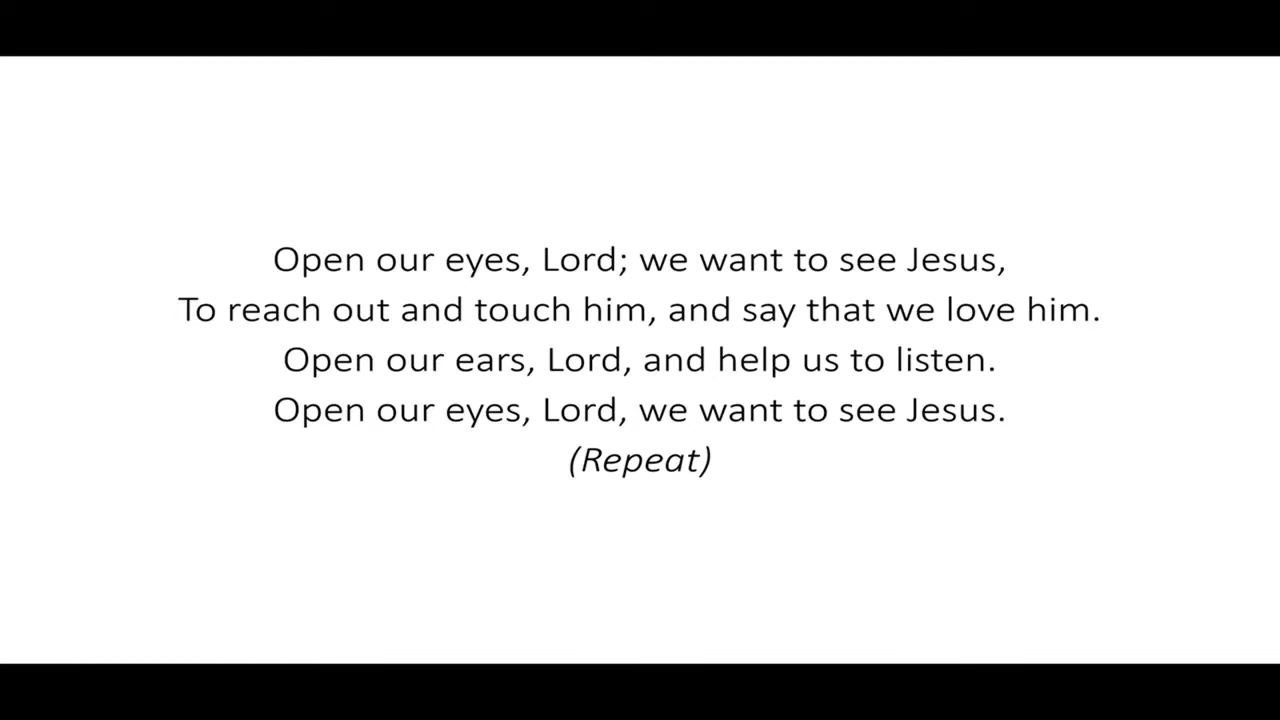 Open our eyes, Lord; we want to see Jesus,
To reach out and touch him, and say that we love him.
Open our ears, Lord, and help us to listen.
Open our eyes, Lord, we want to see Jesus.
(Repeat)